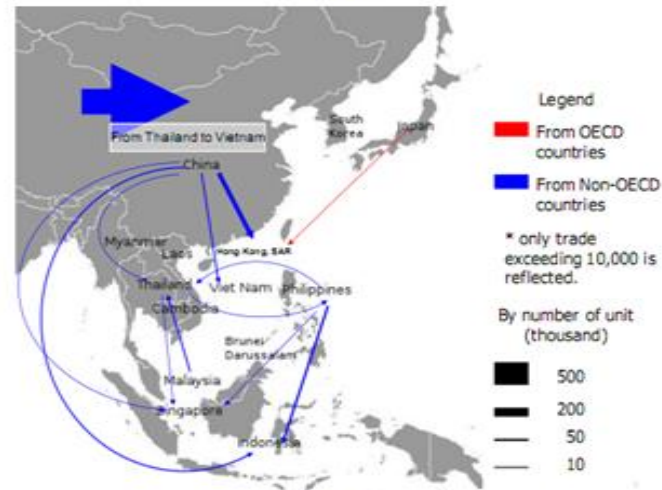 From Thailand to Vietnam
South
Korea
Japan
China
Myanmar
Laos
Hong Kong, SAR
Thailand
Viet Nam
Philippines
Cambodia
Brunei
Darussalam
Malaysia
Singapore
Indonesia
Legend
From OECD
countries
From Non-OECD
countries
* only trade
exceeding 10,000 is
reflected.
By number of unit
(thousand)
500
200
50
10